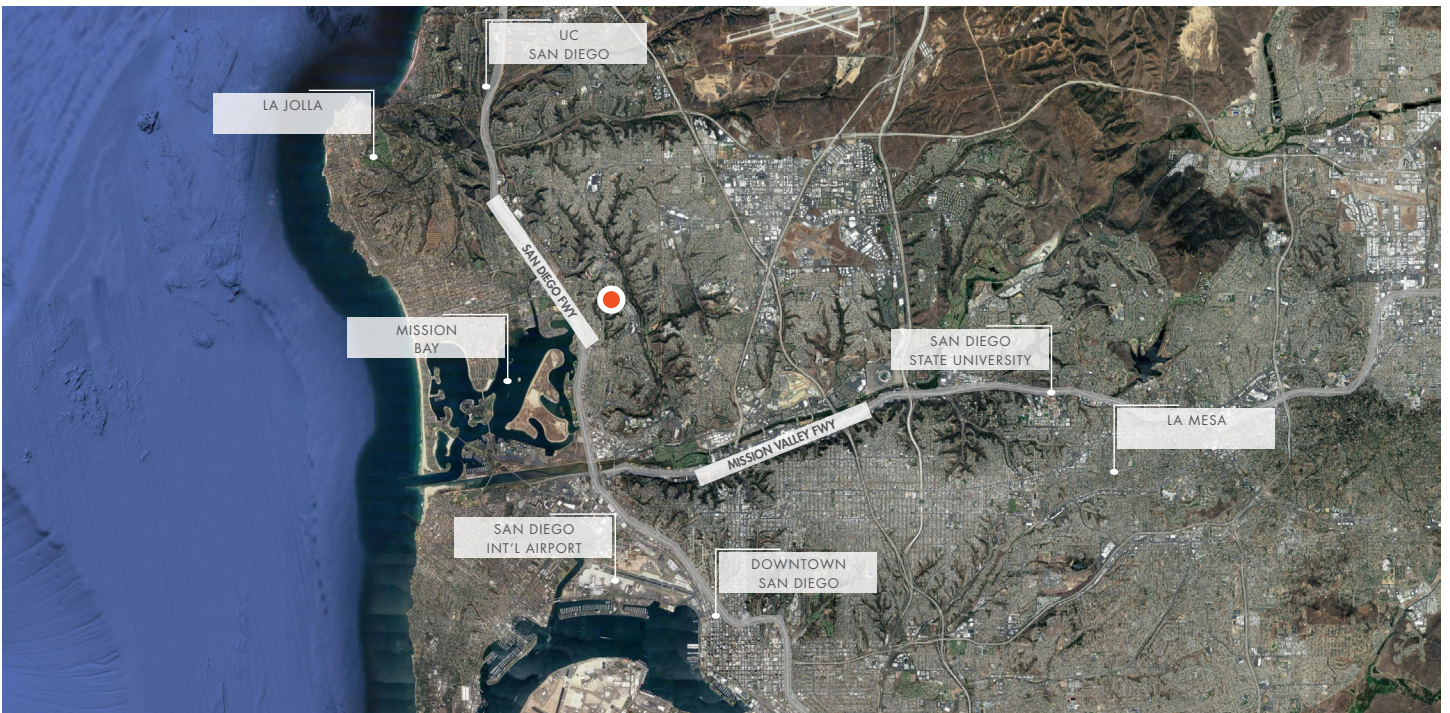 UC
SAN DIEGO
LA JOLLA
SAN DIEGO FWY
MISSION
BAY
SAN DIEGO
STATE UNIVERSITY
LA MESA
MISSION VALLEY FWY
SAN DIEGO
INT'L AIRPORT
DOWNTOWN
SAN DIEGO